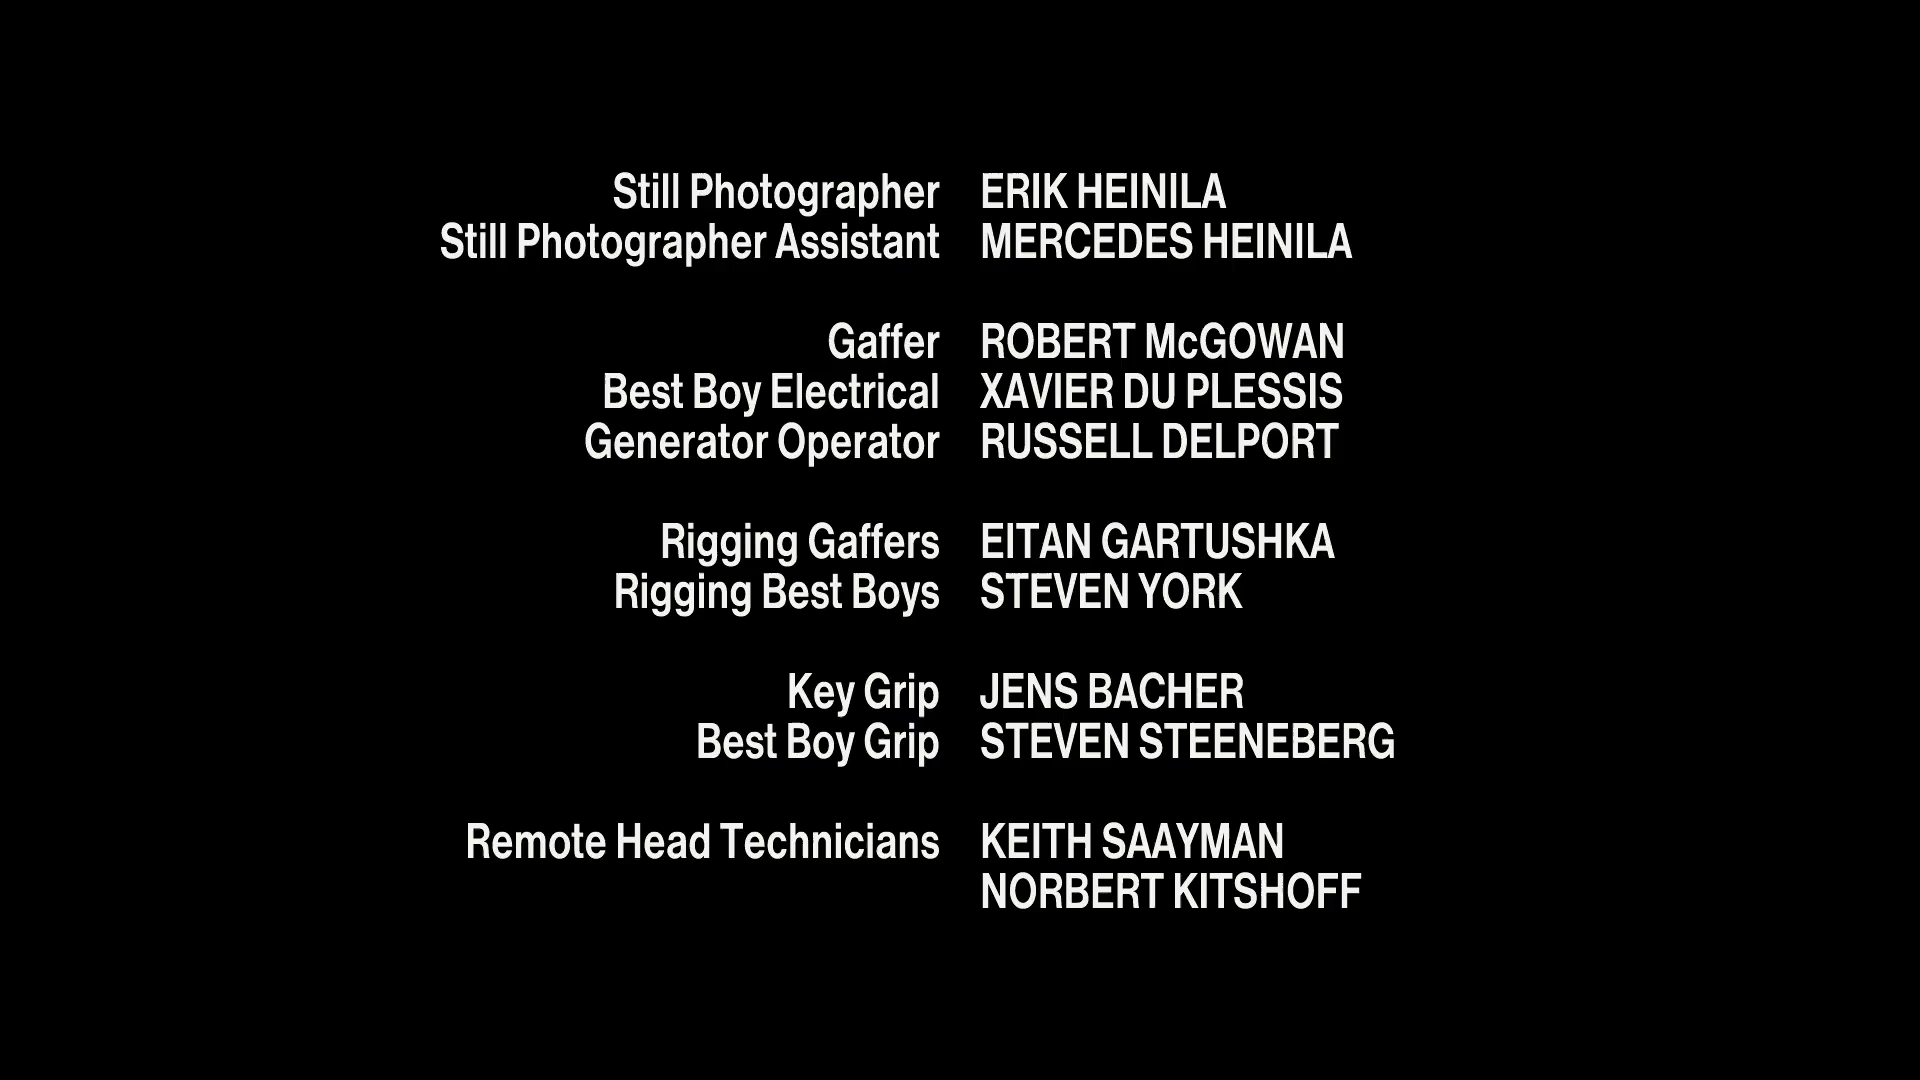 Still Photographer ERIK HEINILA
Still Photographer Assistant MERCEDES HEINILA
Gaffer ROBERT McGOWAN
Best Boy Electrical XAVIER DU PLESSIS
Generator Operator RUSSELL DELPORT
Rigging Gaffers EITAN GARTUSHKA
Rigging Best Boys STEVEN YORK
Key Grip JENS BACHER
Best Boy Grip STEVEN STEENEBERG
Remote Head Technicians KEITH SAAYMAN
NORBERT KITSHOFF